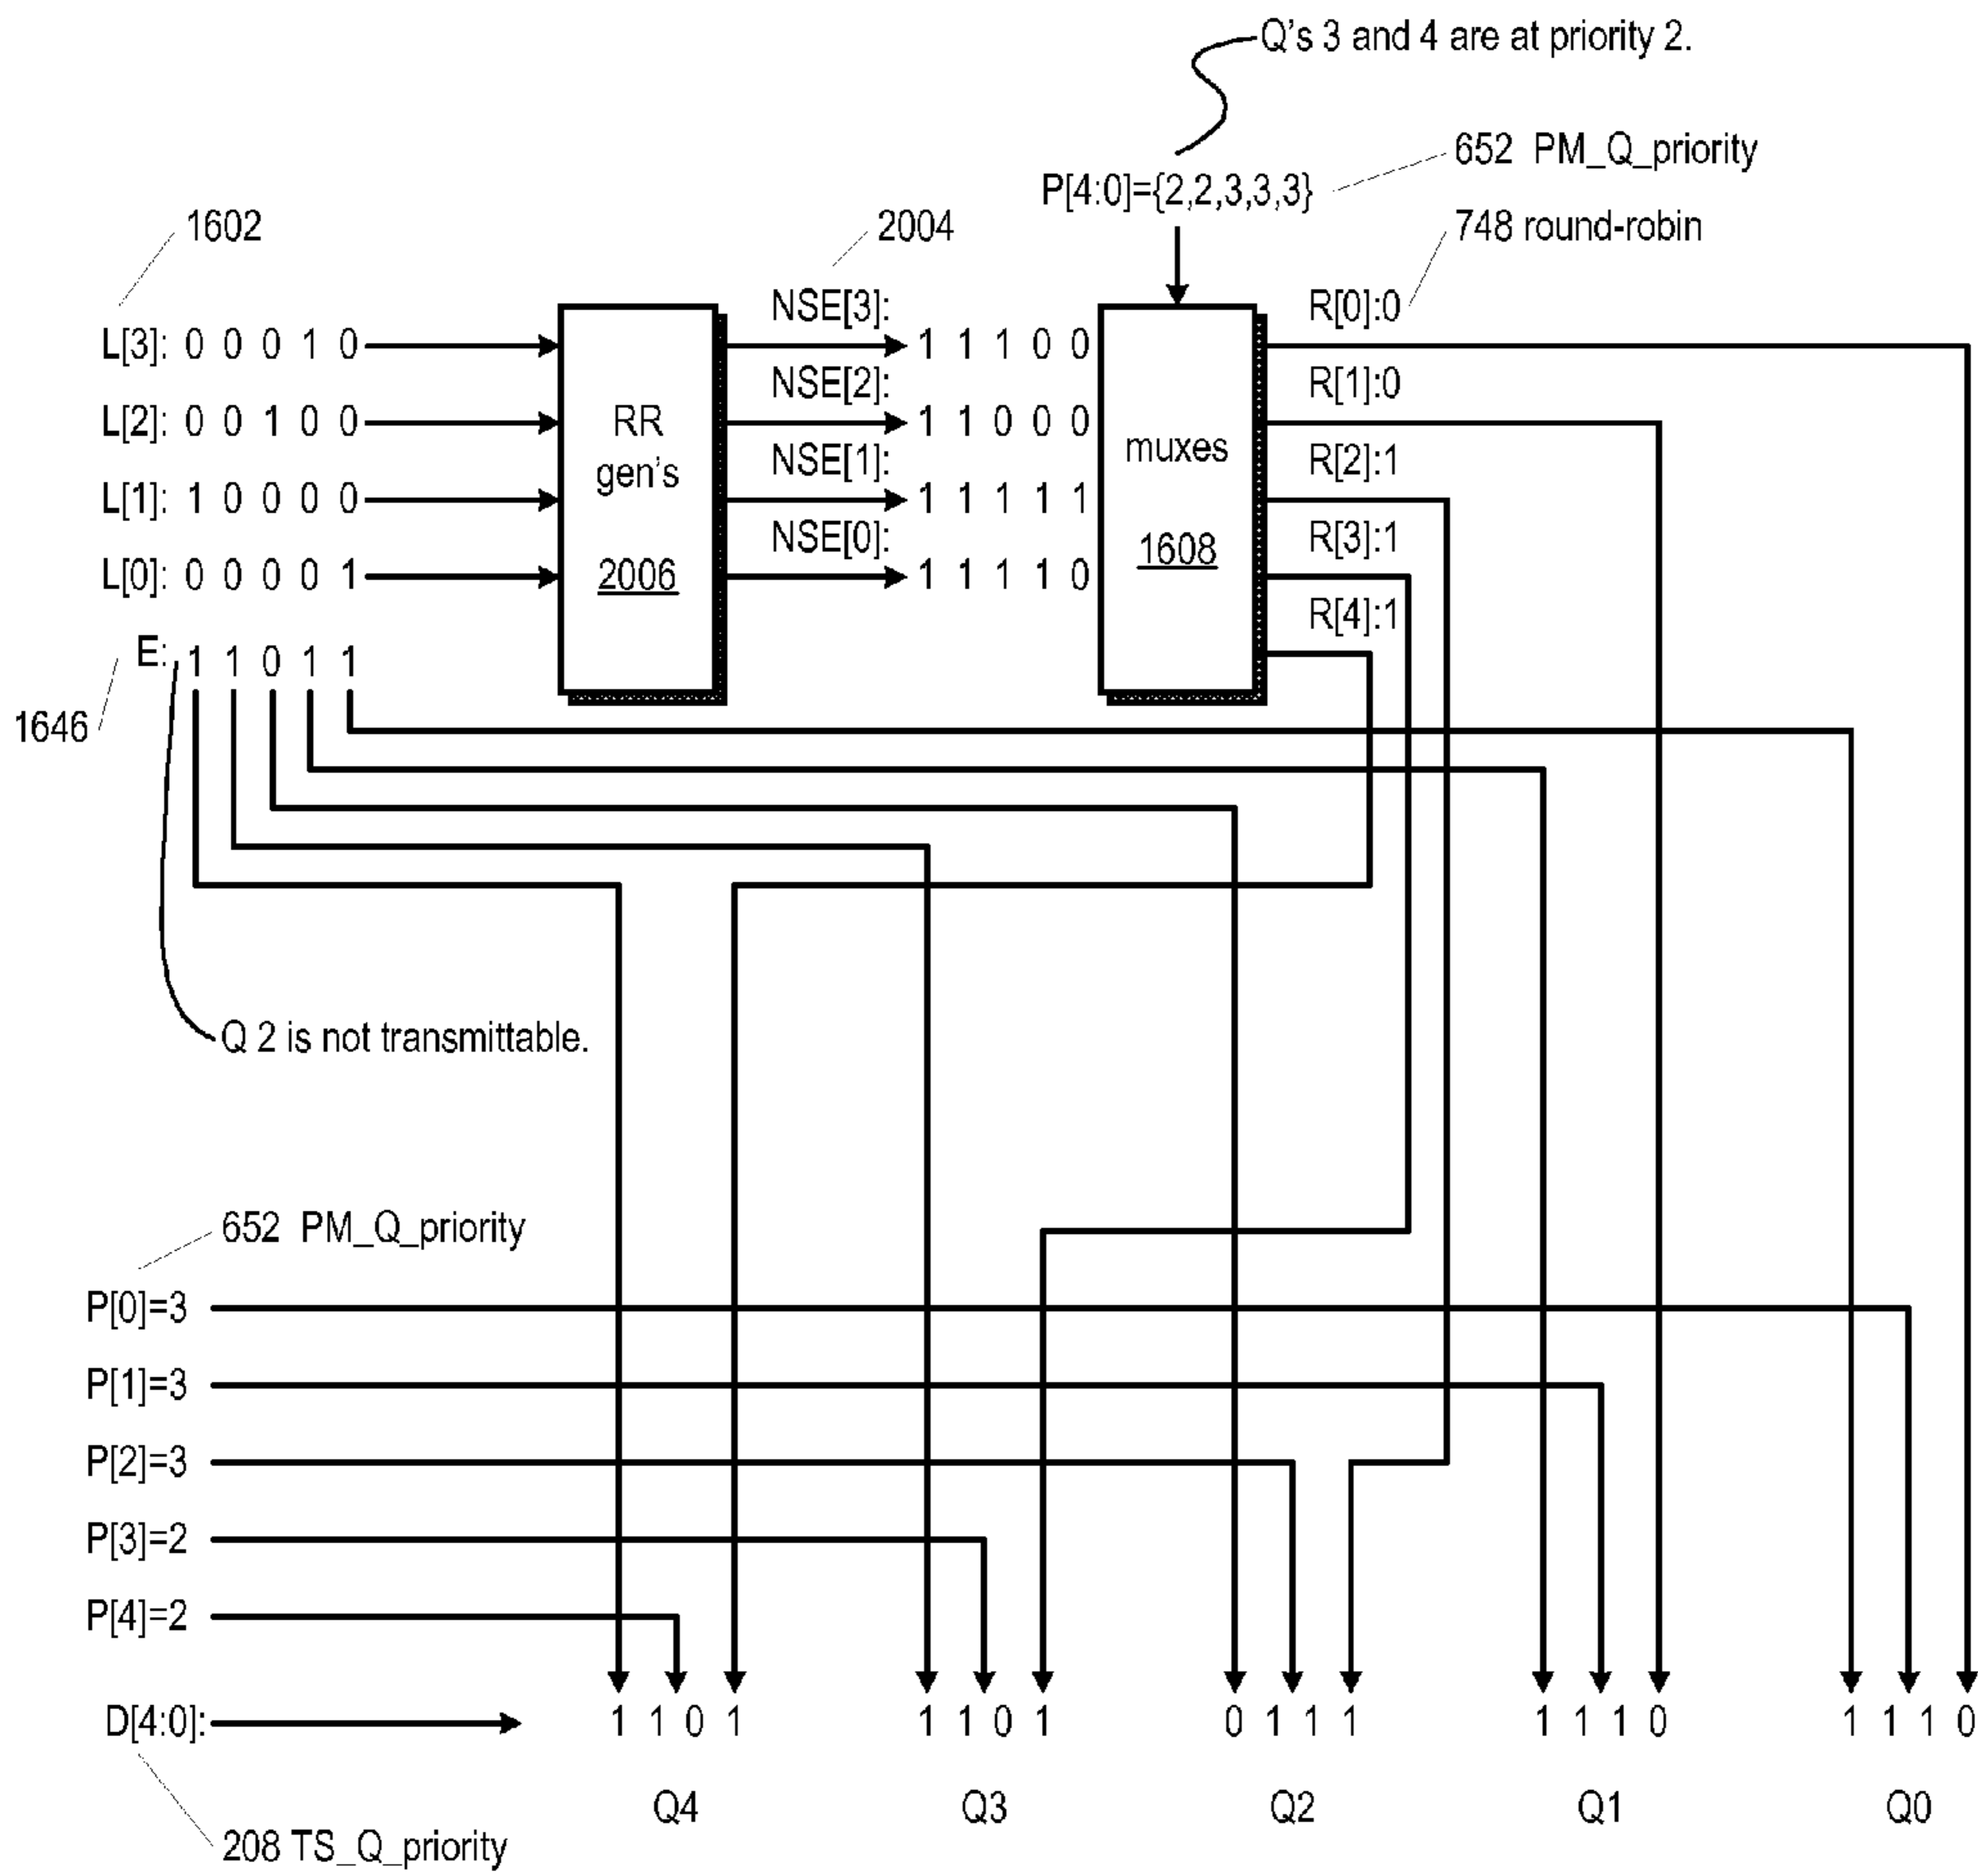 Q's 3 and 4 are at priority 2.
652 PM_Q_priority
P[4:0]={2,2,3,3,3}
1602
2004
748 round-robin
NSE[3]:
R[0]:0
L[3]: 0 0 0 1 0
1 1 1 0 0
NSE[2]:
R[1]:0
L[2]: 0 0 1 0 0
RR
1 1 0 0 0
muxes
NSE[1]:
R[2]:1
gen's
L[1]: 1 0 0 0 0
1 1 1 1 1
NSE[0]:
R[3]:1
1608
L[0]: 0 0 0 0 1
2006
1 1 1 1 0
R[4]:1
E: 1 1 0 1 1
1646
Q 2 is not transmittable.
652 PM_Q_priority
P[0]=3
P[1]=3
P[2]=3
P[3]=2
P[4]=2
D[4:0]: 1 1 0 1 1 1 0 1 0 1 1 1 1 1 1 0 1 1 1 0
Q4 Q3 Q2 Q1 Q0
208 TS_Q_priority